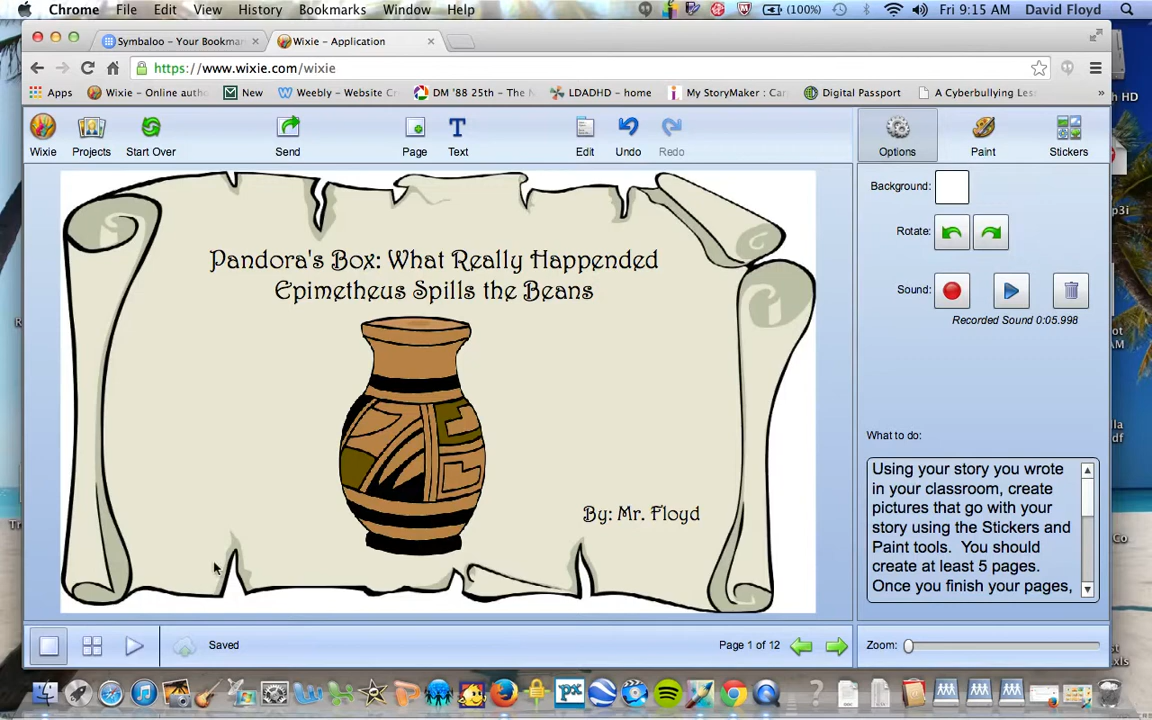 Chrome File Edit View History Bookmarks Window Help (100%) Fri 9:15 AM David Floyd
Symbaloo – Your Bookmar Wixie – Application
https://www.wixie.com/wixie
Apps Wixie – Online auth New Weebly – Website Cr DM '88 25th – The M LDADHD – home My StoryMaker : Car Digital Passport A Cyberbullying Les »
Wixie Projects Start Over Send Page Text Edit Undo Redo Options Paint Stickers
Background:
Rotate:
Sound:
Recorded Sound 0:05.998
Pandora's Box: What Really Happended
Epimetheus Spills the Beans
By: Mr. Floyd
What to do:
Using your story you wrote
in your classroom, create
pictures that go with your
story using the Stickers and
Paint tools. You should
create at least 5 pages.
Once you finish your pages,
Saved Page 1 of 12 Zoom:
px